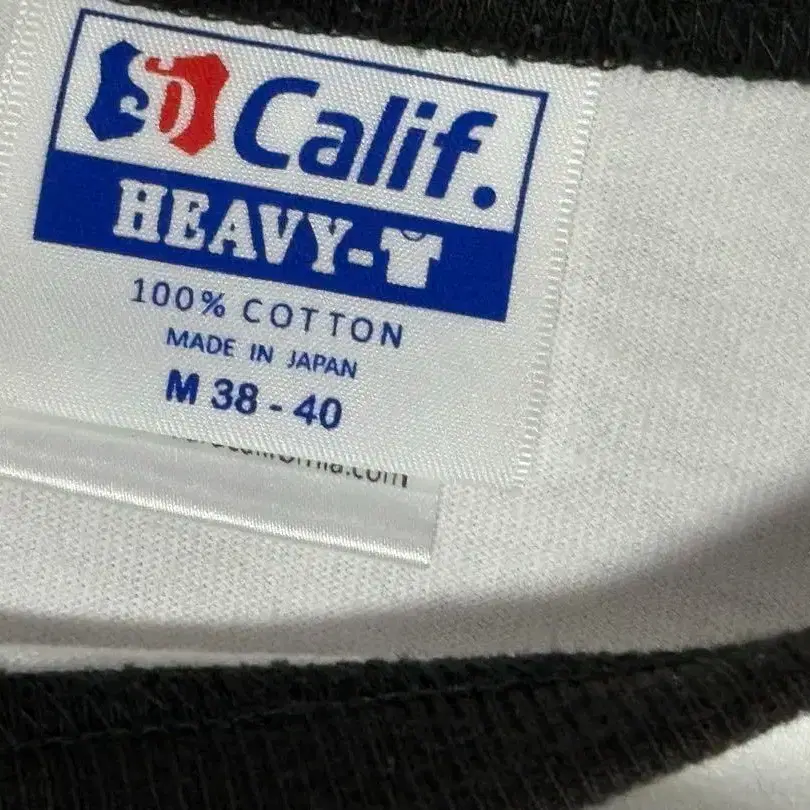 SD Calif.
HEAVY-T
100% COTTON
MADE IN JAPAN
M 38 - 40